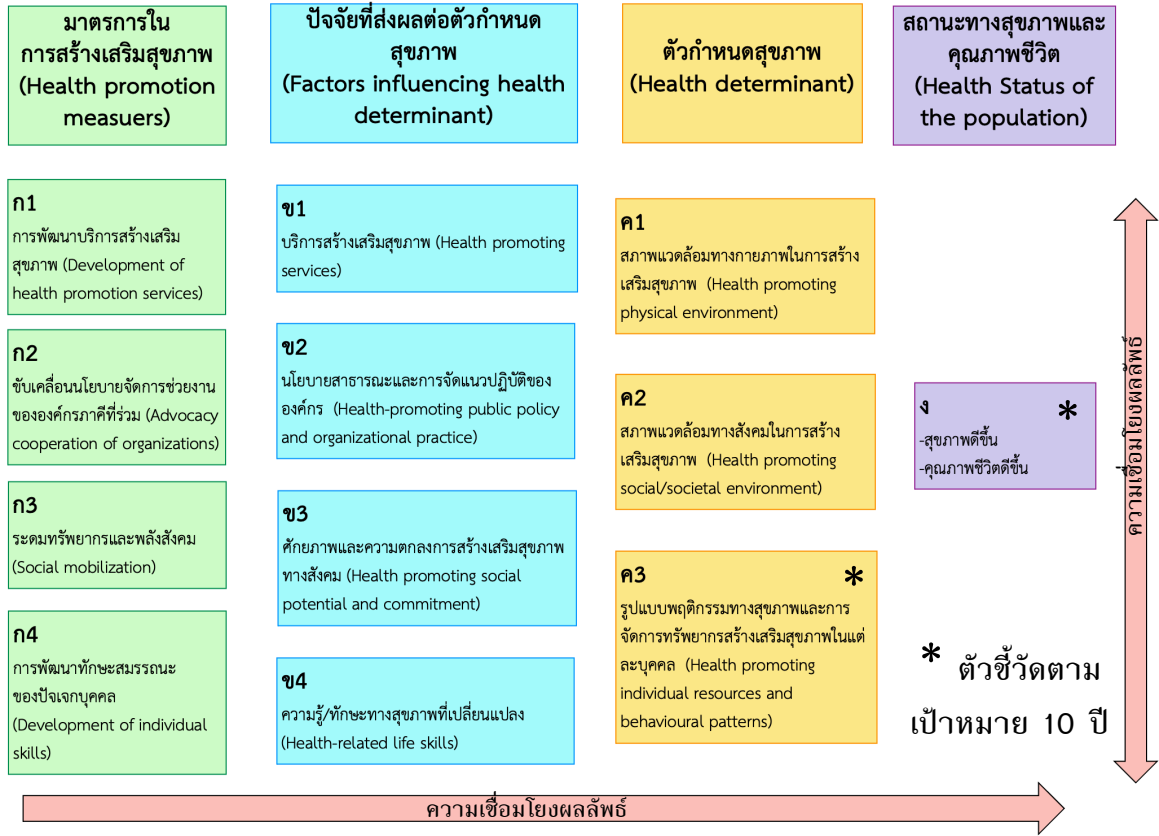 มาตรการใน
การสร้างเสริมสุขภาพ
(Health promotion
measuers)
ปัจจัยที่ส่งผลต่อตัวกำหนด
สุขภาพ
(Factors influencing health
determinant)
ตัวกำหนดสุขภาพ
(Health determinant)
สถานะทางสุขภาพและ
คุณภาพชีวิต
(Health Status of
the population)
ก1
การพัฒนาบริการสร้างเสริม
สุขภาพ (Development of
health promotion services)
ก2
ขับเคลื่อนนโยบายจัดการช่วยงาน
ขององค์กรภาคีที่ร่วม (Advocacy
cooperation of organizations)
ก3
ระดมทรัพยากรและพลังสังคม
(Social mobilization)
ก4
การพัฒนาทักษะสมรรถนะ
ของปัจเจกบุคคล
(Development of individual
skills)
ข1
บริการสร้างเสริมสุขภาพ (Health promoting
services)
ข2
นโยบายสาธารณะและการจัดแนวปฏิบัติของ
องค์กร (Health-promoting public policy
and organizational practice)
ข3
ศักยภาพและความตกลงการสร้างเสริมสุขภาพ
ทางสังคม (Health promoting social
potential and commitment)
ข4
ความรู้/ทักษะทางสุขภาพที่เปลี่ยนแปลง
(Health-related life skills)
ค1
สภาพแวดล้อมทางกายภาพในการสร้าง
เสริมสุขภาพ (Health promoting
physical environment)
ค2
สภาพแวดล้อมทางสังคมในการสร้าง
เสริมสุขภาพ (Health promoting
social/societal environment)
ค3 *
รูปแบบพฤติกรรมทางสุขภาพและการ
จัดการทรัพยากรสร้างเสริมสุขภาพในแต่
ละบุคคล (Health promoting
individual resources and
behavioural patterns)
ง *
-สุขภาพดีขึ้น
-คุณภาพชีวิตดีขึ้น
* ตัวชี้วัดตาม
เป้าหมาย 10 ปี
ความเชื่อมโยงผลลัพธ์
ความเชื่อมโยงผลลัพธ์